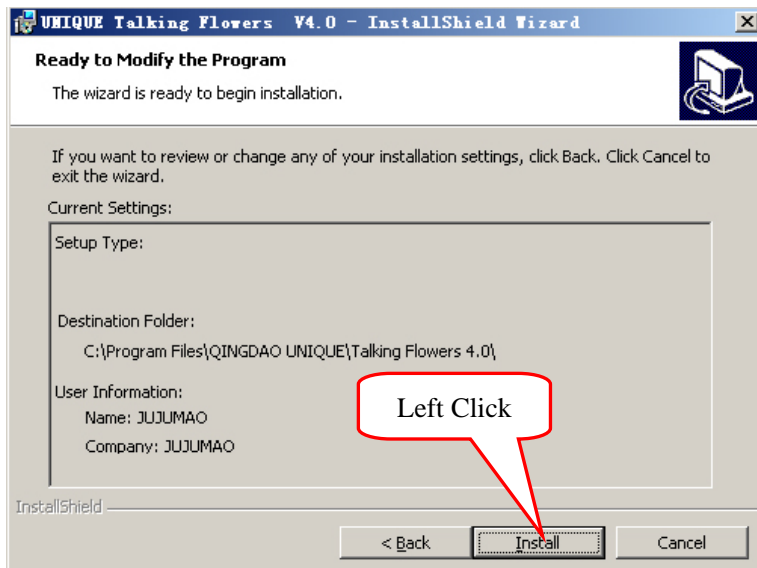 UNIQUE Talking Flowers V4.0 - InstallShield Wizard
Ready to Modify the Program
The wizard is ready to begin installation.
If you want to review or change any of your installation settings, click Back. Click Cancel to
exit the wizard.
Current Settings:
Setup Type:
Destination Folder:
C:\Program Files\QINGDAO UNIQUE\Talking Flowers 4.0\
User Information:
Name: JUJUMAO
Company: JUJUMAO
Left Click
InstallShield
< Back
Install
Cancel